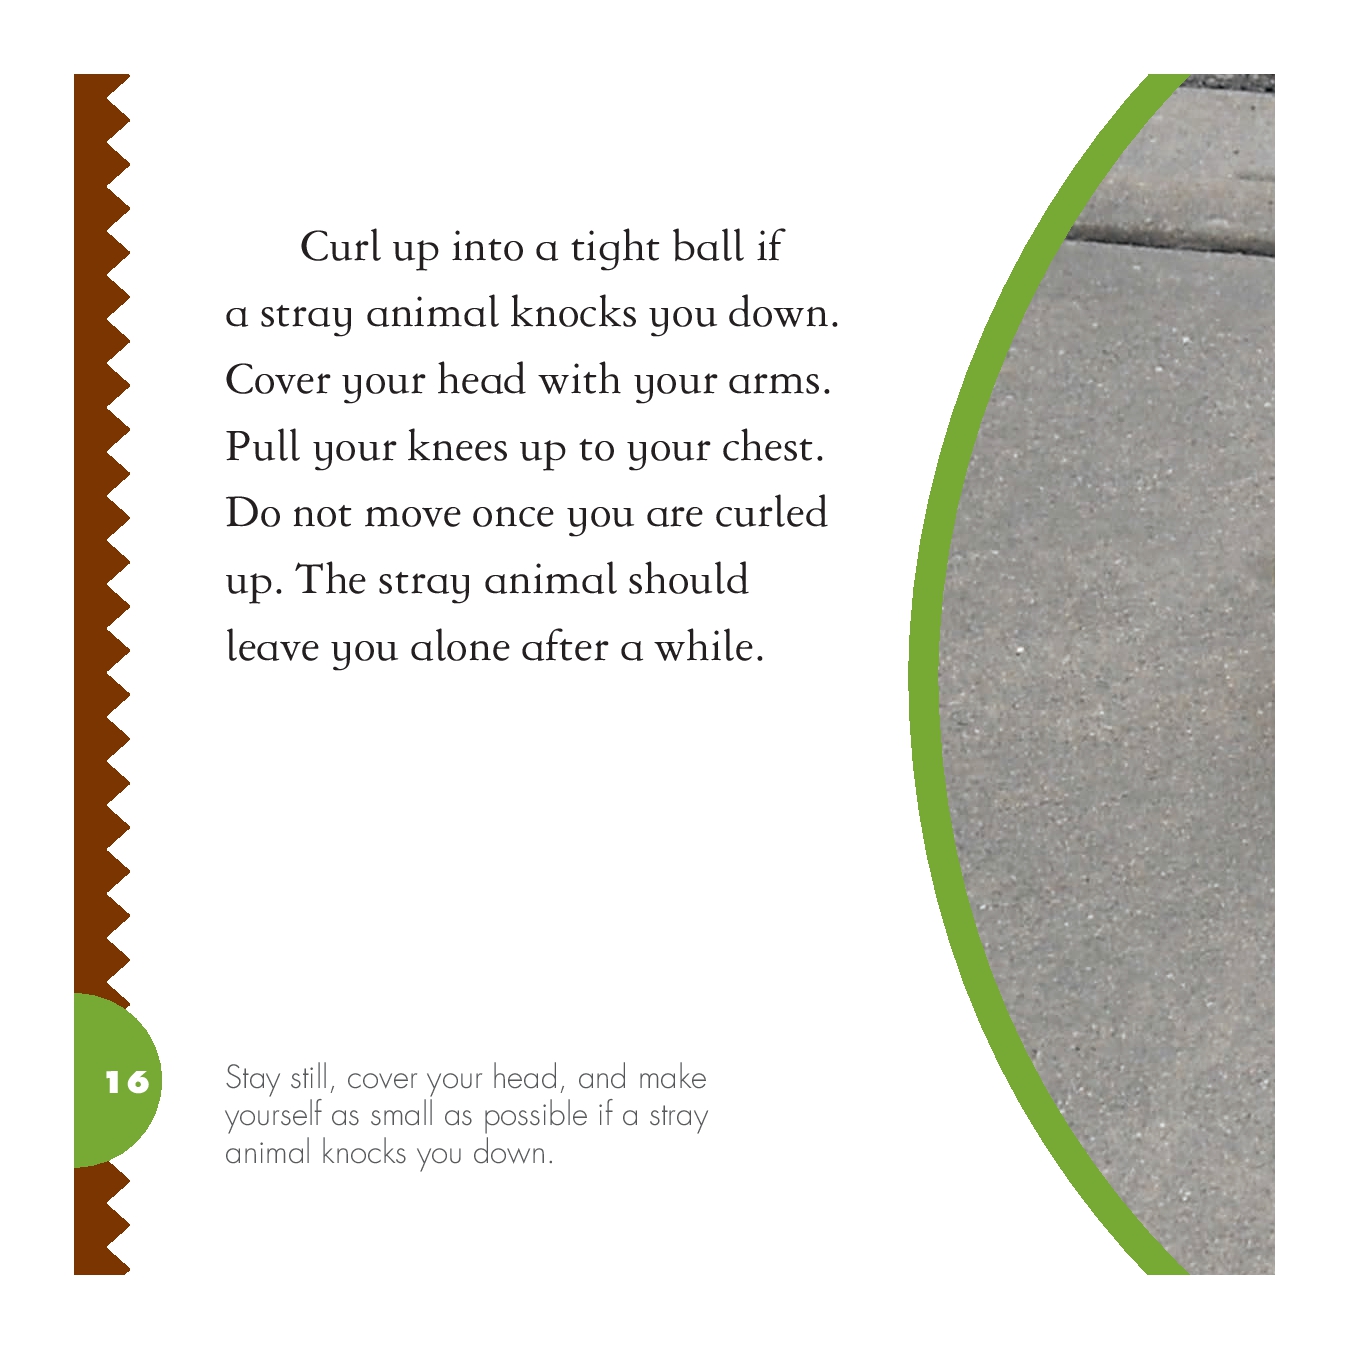 Curl up into a tight ball if
a stray animal knocks you down.
Cover your head with your arms.
Pull your knees up to your chest.
Do not move once you are curled
up. The stray animal should
leave you alone after a while.
16
Stay still, cover your head, and make
yourself as small as possible if a stray
animal knocks you down.